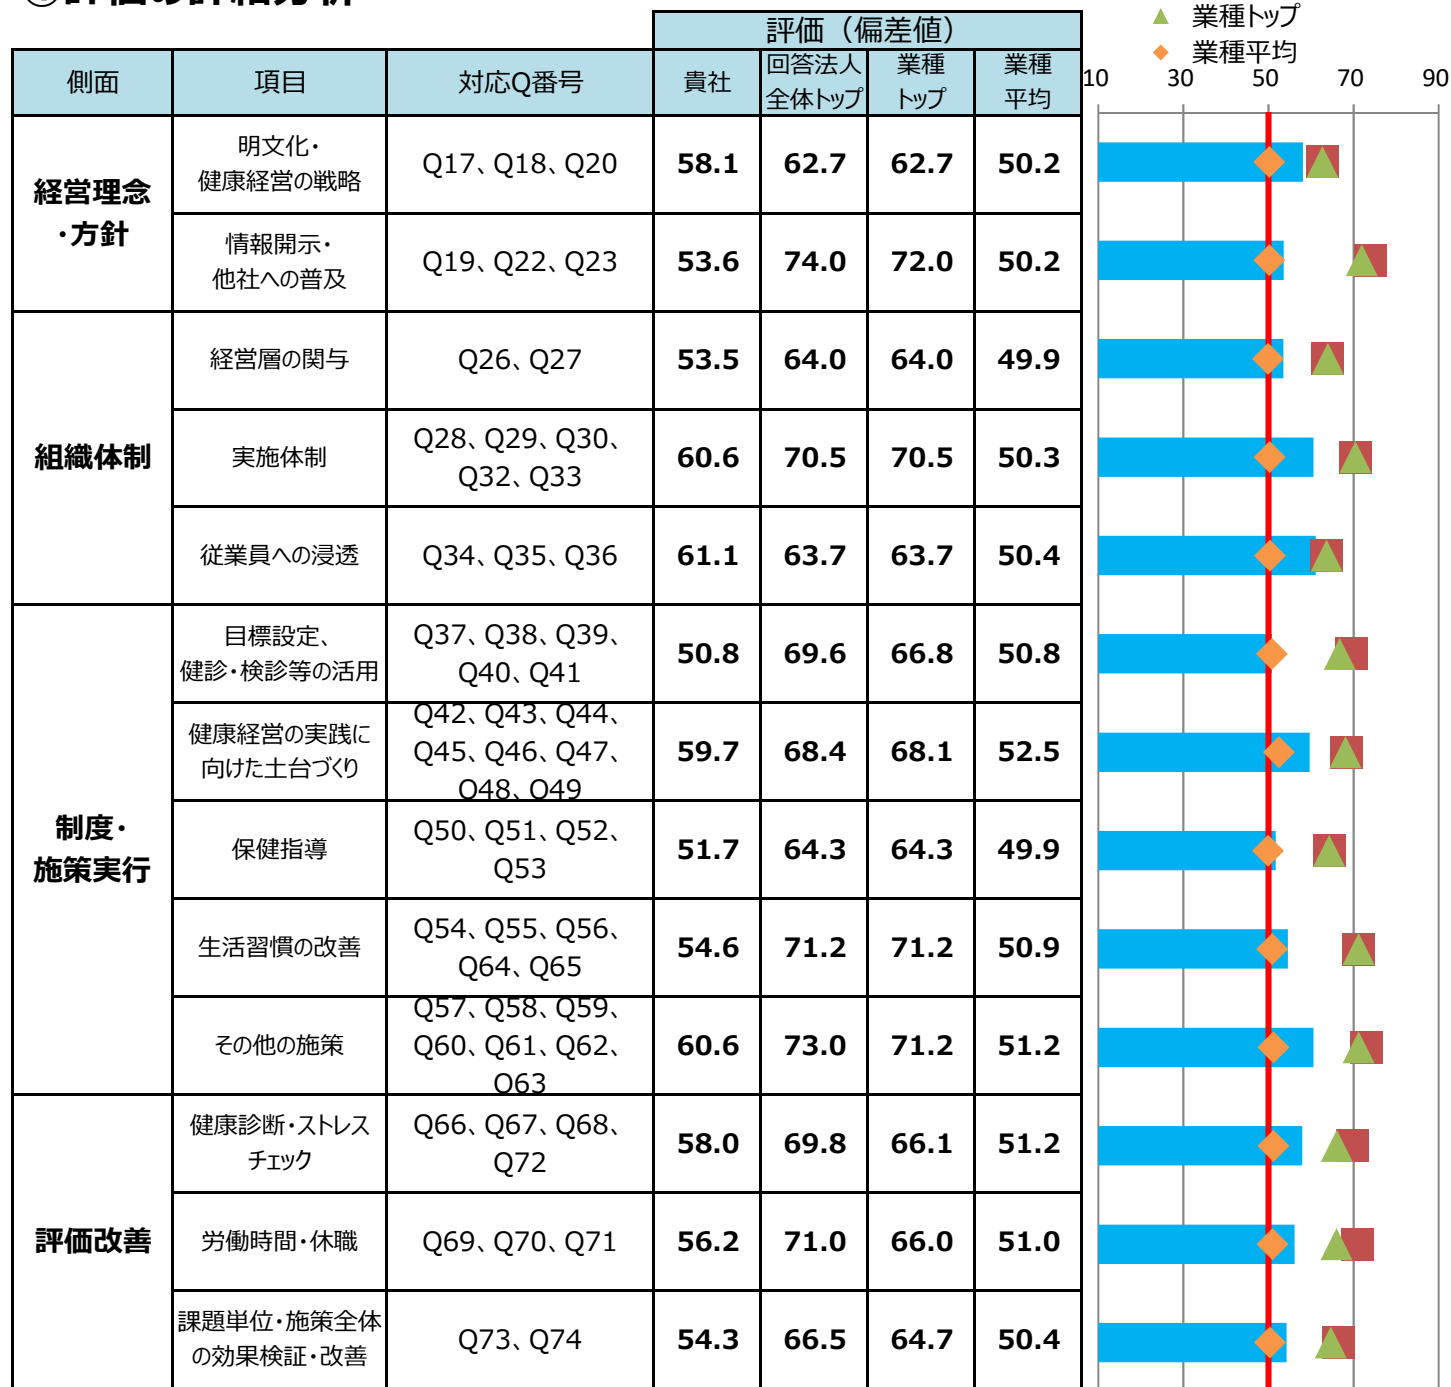 業種トップ
業種平均
評価（偏差値）
側面 項目 対応Q番号 貴社 回答法人 全体トップ 業種 トップ 業種 平均
10 30 50 70 90
経営理念
・方針
明文化・
健康経営の戦略
Q17、Q18、Q20 58.1 62.7 62.7 50.2
情報開示・
他社への普及
Q19、Q22、Q23 53.6 74.0 72.0 50.2
組織体制
経営層の関与 Q26、Q27 53.5 64.0 64.0 49.9
実施体制
Q28、Q29、Q30、
Q32、Q33
60.6 70.5 70.5 50.3
従業員への浸透 Q34、Q35、Q36 61.1 63.7 63.7 50.4
制度・
施策実行
目標設定、
健診・検診等の活用
Q37、Q38、Q39、
Q40、Q41
50.8 69.6 66.8 50.8
健康経営の実践に
向けた土台づくり
Q42、Q43、Q44、
Q45、Q46、Q47、
Q48、Q49
59.7 68.4 68.1 52.5
保健指導
Q50、Q51、Q52、
Q53
51.7 64.3 64.3 49.9
生活習慣の改善
Q54、Q55、Q56、
Q64、Q65
54.6 71.2 71.2 50.9
その他の施策
Q57、Q58、Q59、
Q60、Q61、Q62、
Q63
60.6 73.0 71.2 51.2
評価改善
健康診断・ストレス
チェック
Q66、Q67、Q68、
Q72
58.0 69.8 66.1 51.2
労働時間・休職 Q69、Q70、Q71 56.2 71.0 66.0 51.0
課題単位・施策全体
の効果検証・改善
Q73、Q74 54.3 66.5 64.7 50.4